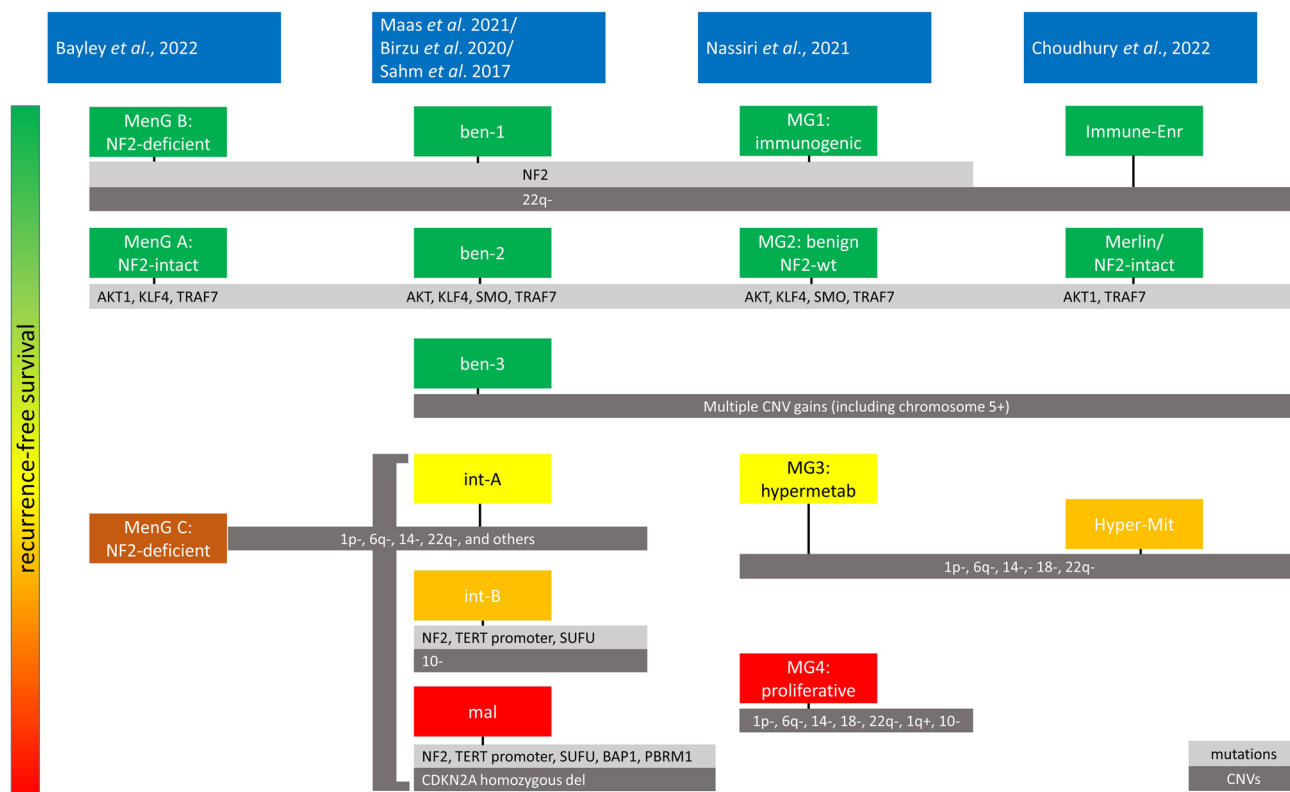 Bayley et al., 2022
Maas et al. 2021/
Birzu et al. 2020/
Sahm et al. 2017
Nassiri et al., 2021
Choudhury et al., 2022
recurrence-free survival
MenG B:
NF2-deficient
ben-1
MG1:
immunogenic
Immune-Enr
NF2
22q-
MenG A:
NF2-intact
ben-2
MG2: benign
NF2-wt
Merlin/
NF2-intact
AKT1, KLF4, TRAF7
AKT, KLF4, SMO, TRAF7
AKT, KLF4, SMO, TRAF7
AKT1, TRAF7
ben-3
Multiple CNV gains (including chromosome 5+)
int-A
MG3:
hypermetab
MenG C:
NF2-deficient
Hyper-Mit
1p-, 6q-, 14-, 22q-, and others
1p-, 6q-, 14-,- 18-, 22q-
int-B
NF2, TERT promoter, SUFU
10-
MG4:
proliferative
1p-, 6q-, 14-, 18-, 22q-, 1q+, 10-
mal
NF2, TERT promoter, SUFU, BAP1, PBRM1
CDKN2A homozygous del
mutations
CNVs